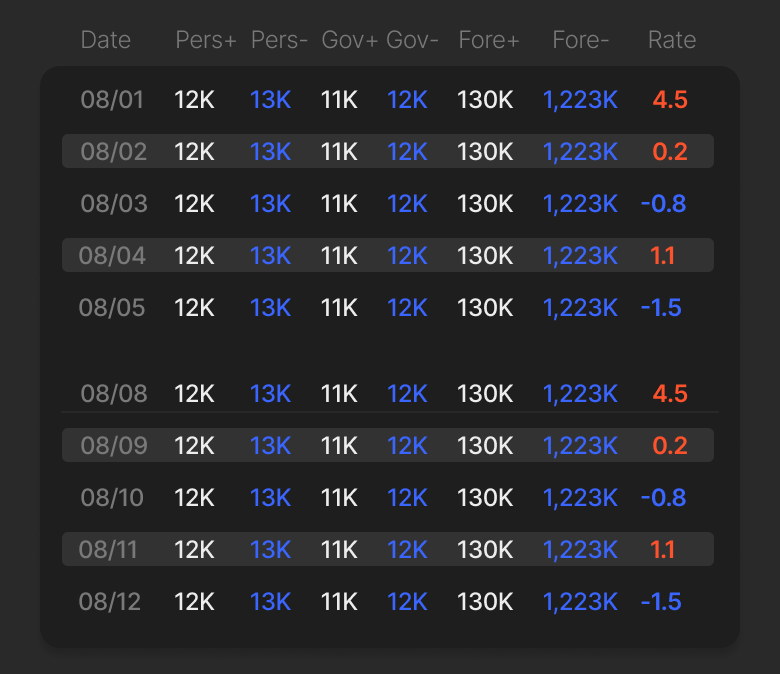 Date Pers+ Pers- Gov+ Gov- Fore+ Fore- Rate
08/01 12K 13K 11K 12K 130K 1,223K 4.5
08/02 12K 13K 11K 12K 130K 1,223K 0.2
08/03 12K 13K 11K 12K 130K 1,223K -0.8
08/04 12K 13K 11K 12K 130K 1,223K 1.1
08/05 12K 13K 11K 12K 130K 1,223K -1.5
08/08 12K 13K 11K 12K 130K 1,223K 4.5
08/09 12K 13K 11K 12K 130K 1,223K 0.2
08/10 12K 13K 11K 12K 130K 1,223K -0.8
08/11 12K 13K 11K 12K 130K 1,223K 1.1
08/12 12K 13K 11K 12K 130K 1,223K -1.5